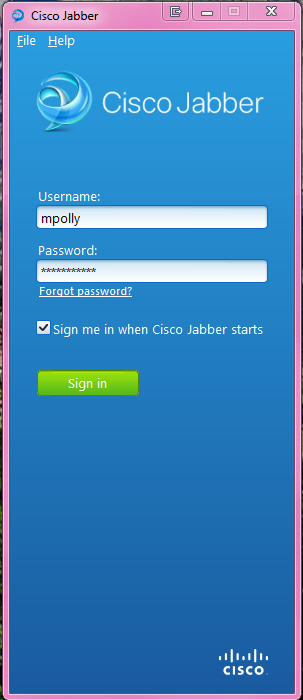 Cisco Jabber
File Help
Cisco Jabber
Username:
mpolly
Password:
***********
Forgot password?
Sign me in when Cisco Jabber starts
Sign in
CISCO